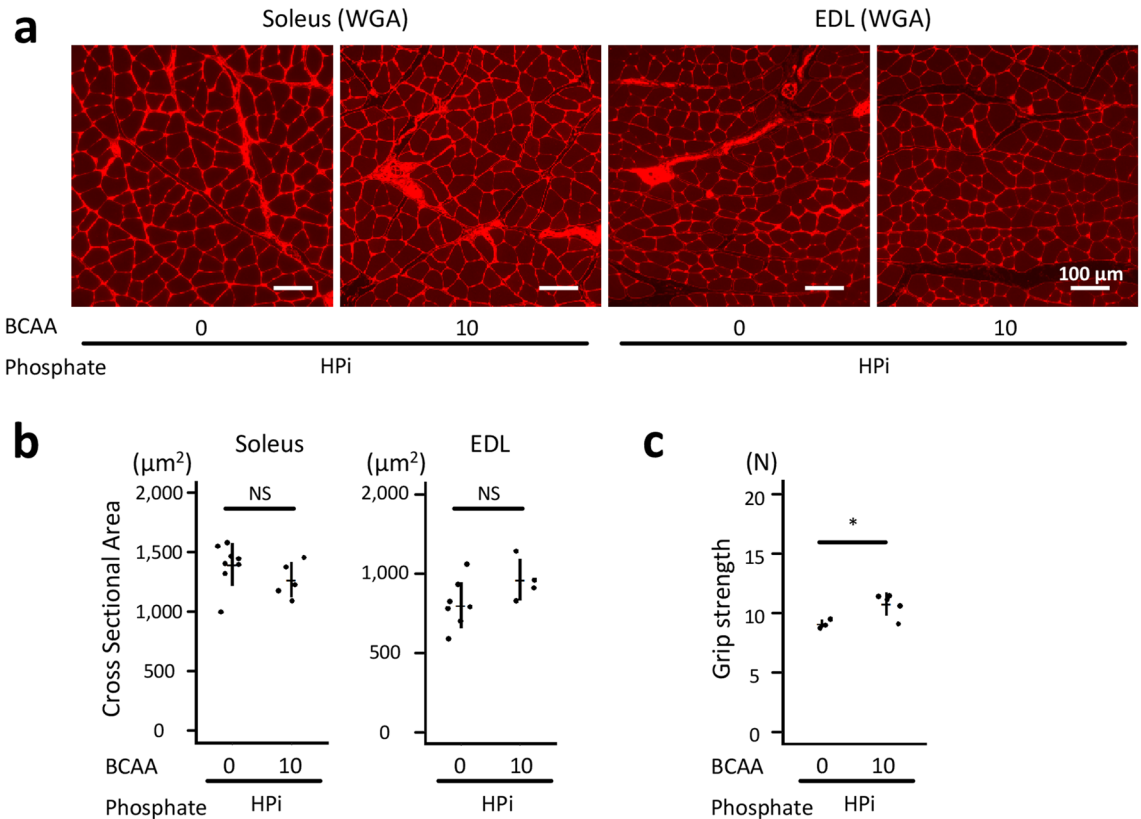 a
Soleus (WGA)
EDL (WGA)
100 µm
BCAA 0 10 0 10
Phosphate HPi HPi
b
Soleus
EDL
(µm²)
(µm²)
NS
NS
Cross Sectional Area
2,000
1,500
1,000
500
0
2,000
1,000
500
0
BCAA 0 10 0 10
Phosphate HPi HPi
c
(N)
*
Grip strength
20
15
10
5
0
BCAA 0 10
Phosphate HPi